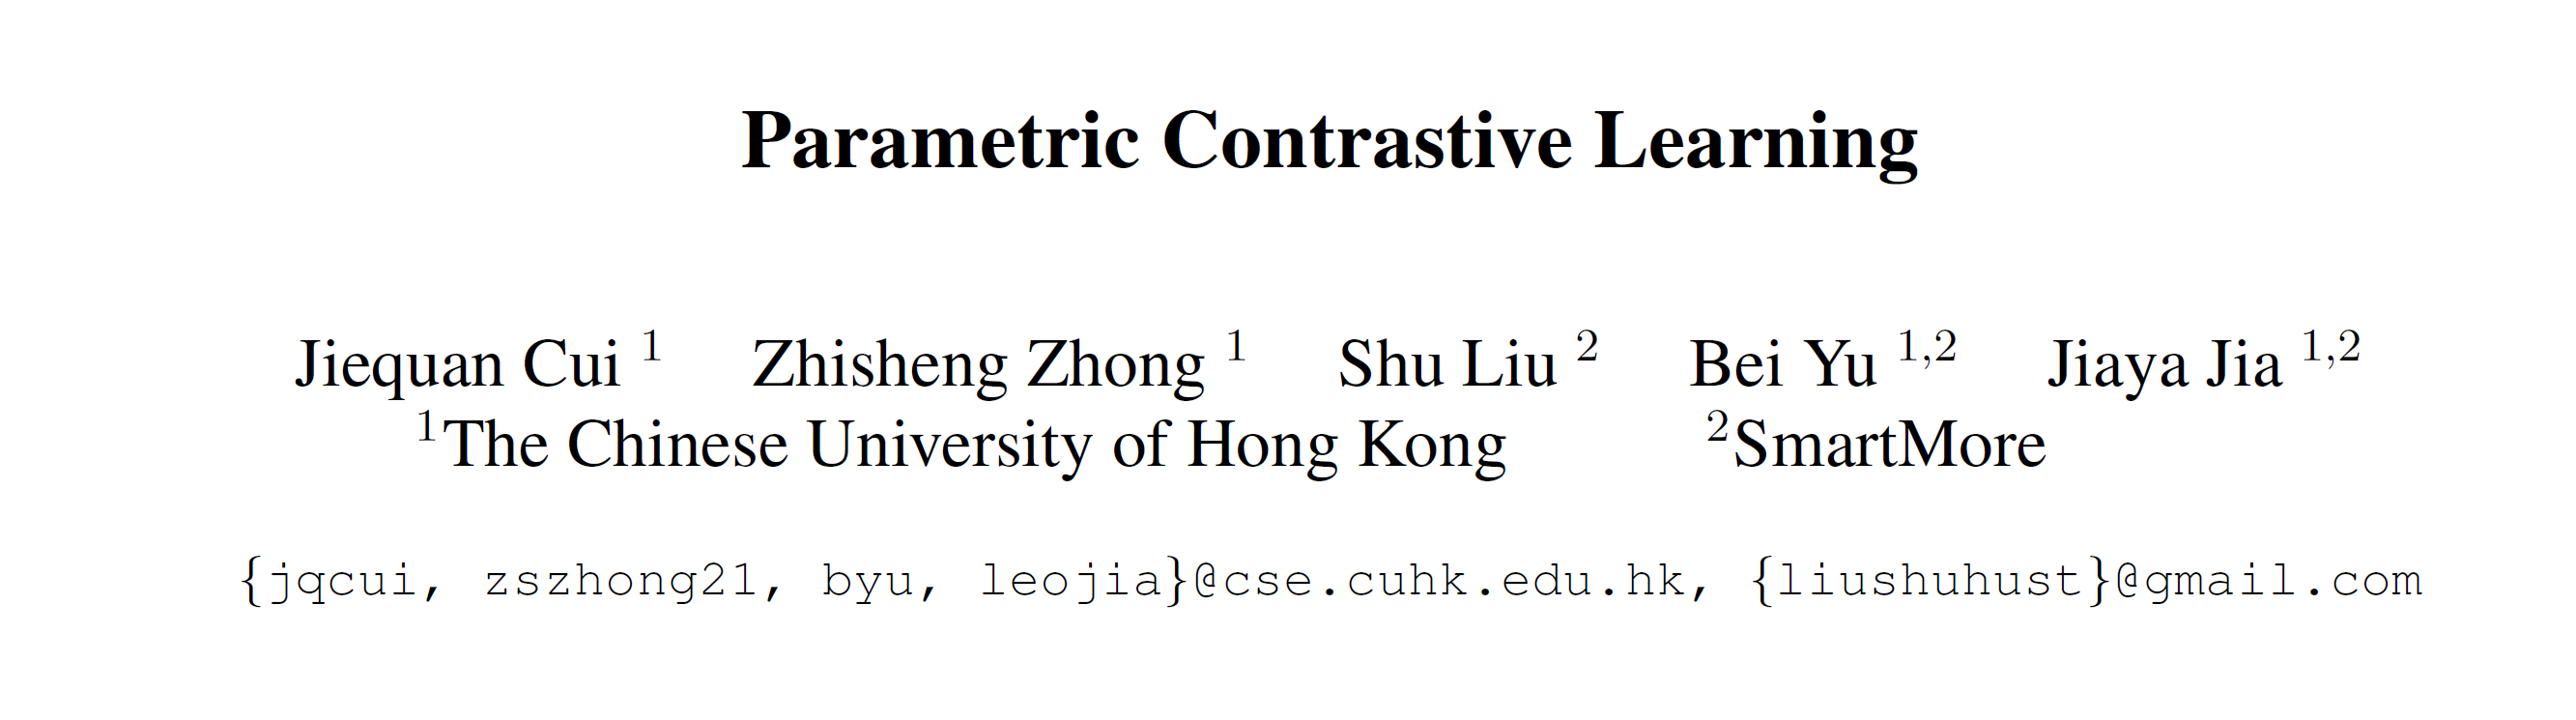 Parametric Contrastive Learning
Jiequan Cui 1 Zhisheng Zhong 1 Shu Liu 2 Bei Yu 1,2 Jiaya Jia 1,2
1The Chinese University of Hong Kong 2SmartMore
{jqcui, zszhong21, byu, leojia}@cse.cuhk.edu.hk, {liushuhust}@gmail.com